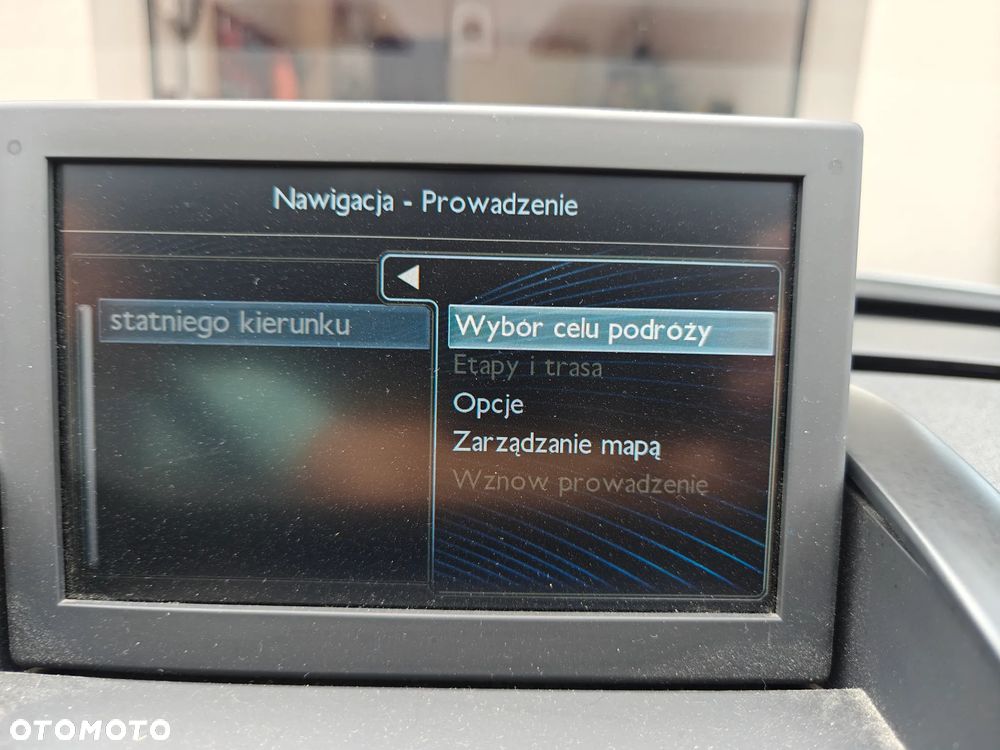 Nawigacja - Prowadzenie
statniego kierunku
Wybór celu podróży
Etapy i trasa
Opcje
Zarządzanie mapą
Wznow prowadzenie
OTOMOTO